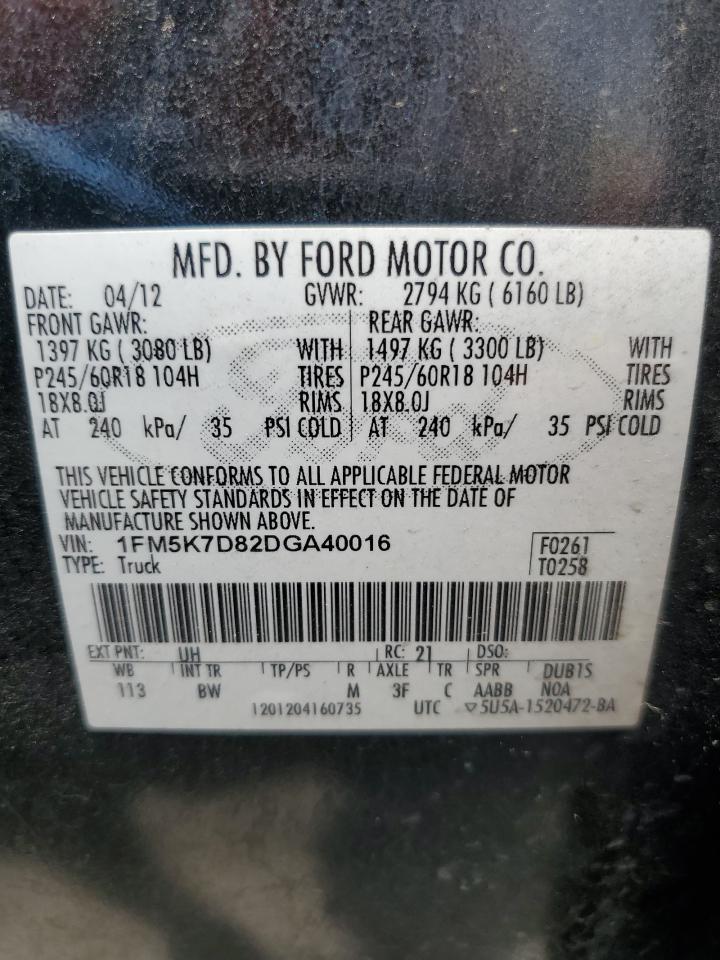 MFD. BY FORD MOTOR CO.
DATE: 04/12 GVWR: 2794 KG ( 6160 LB)
FRONT GAWR: REAR GAWR:
1397 KG ( 3080 LB) WITH 1497 KG ( 3300 LB) WITH
P245/60R18 104H TIRES P245/60R18 104H TIRES
18X8.0J RIMS 18X8.0J RIMS
AT 240 kPa/ 35 PSI COLD AT 240 kPa/ 35 PSI COLD
THIS VEHICLE CONFORMS TO ALL APPLICABLE FEDERAL MOTOR
VEHICLE SAFETY STANDARDS IN EFFECT ON THE DATE OF
MANUFACTURE SHOWN ABOVE.
VIN: 1FM5K7D82DGA40016 F0261
TYPE: Truck T0258
EXT PNT: UH RC: 21 DSO:
WB INT TR TP/PS R AXLE TR SPR DUB1S
113 BW M 3F C AABB NOA
1201204160735 UTC ▽5U5A-1520472-BA